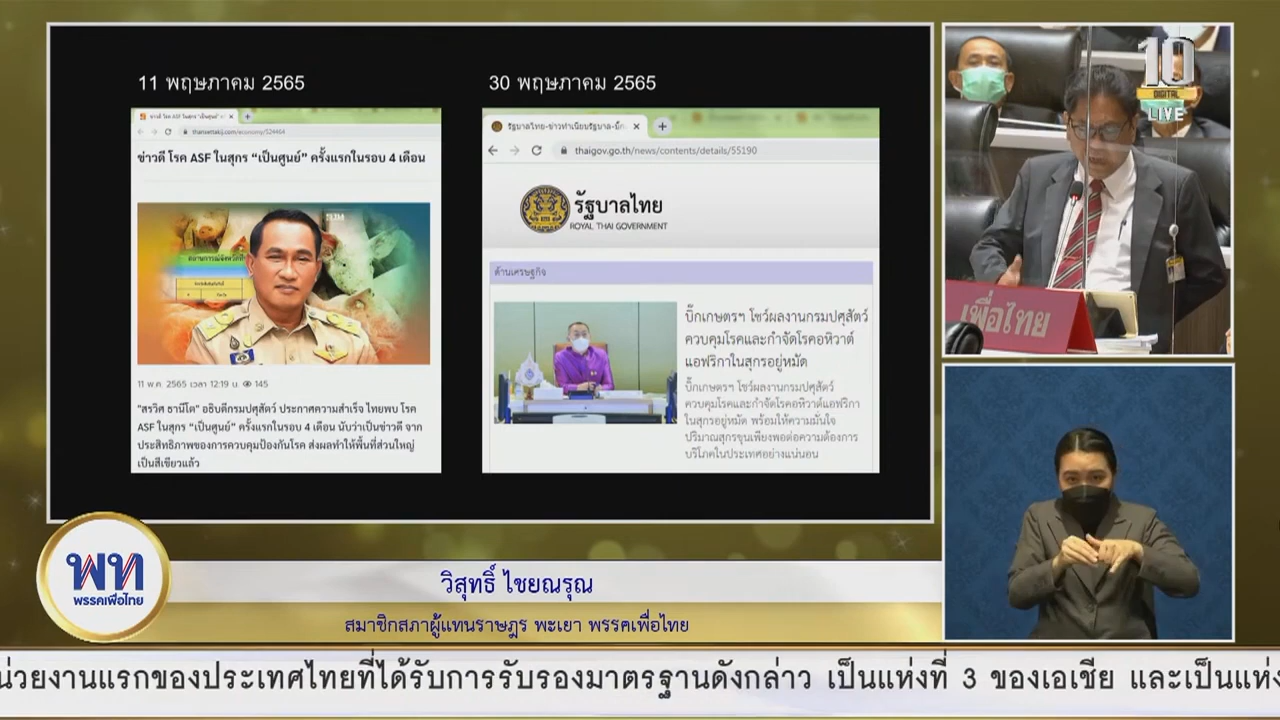 11 พฤษภาคม 2565
30 พฤษภาคม 2565
thansettakij.com/economy/524464
ข่าวดี โรค ASF ในสุกร “เป็นศูนย์” ครั้งแรกในรอบ 4 เดือน
11 พ.ค. 2565 เวลา 12:19 น. 145
"สรวิศ ธานีโต" อธิบดีกรมปศุสัตว์ ประกาศความสำเร็จ ไทยพบ โรค
ASF ในสุกร “เป็นศูนย์” ครั้งแรกในรอบ 4 เดือน นับว่าเป็นข่าวดี จาก
ประสิทธิภาพของการควบคุมป้องกันโรค ส่งผลทำให้พื้นที่ส่วนใหญ่
เป็นสีเขียวแล้ว
รัฐบาลไทย-ข่าวทำเนียบรัฐบาล-บิ๊ก
thaigov.go.th/news/contents/details/55190
รัฐบาลไทย
ROYAL THAI GOVERNMENT
ด้านเศรษฐกิจ
บิ๊กเกษตรฯ โชว์ผลงานกรมปศุสัตว์
ควบคุมโรคและกำจัดโรคอหิวาต์
แอฟริกาในสุกรอยู่หมัด
บิ๊กเกษตรฯ โชว์ผลงานกรมปศุสัตว์
ควบคุมโรคและกำจัดโรคอหิวาต์แอฟริกา
ในสุกรอยู่หมัด พร้อมให้ความมั่นใจ
ปริมาณสุกรขุนเพียงพอต่อความต้องการ
บริโภคในประเทศอย่างแน่นอน
10
DIGITAL
LIVE
เพื่อไทย
พท
พรรคเพื่อไทย
วิสุทธิ์ ไชยณรุณ
สมาชิกสภาผู้แทนราษฎร พะเยา พรรคเพื่อไทย
น่วยงานแรกของประเทศไทยที่ได้รับการรับรองมาตรฐานดังกล่าว เป็นแห่งที่ 3 ของเอเชีย และเป็นแห่ง